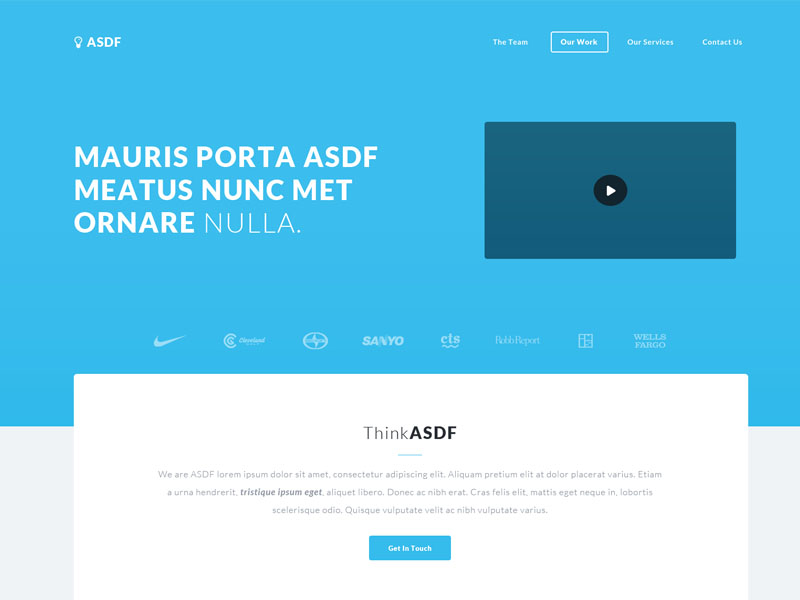 ASDF
The Team Our Work Our Services Contact Us
MAURIS PORTA ASDF
MEATUS NUNC MET
ORNARE NULLA.
Cleveland SANYO cts Robb Report WELLS
FARGO
ThinkASDF
We are ASDF lorem ipsum dolor sit amet, consectetur adipiscing elit. Aliquam pretium elit at dolor placerat varius. Etiam
a urna hendrerit, tristique ipsum eget, aliquet libero. Donec ac nibh erat. Cras felis elit, mattis eget neque in, lobortis
scelerisque odio. Quisque vulputate velit ac nibh vulputate varius.
Get In Touch